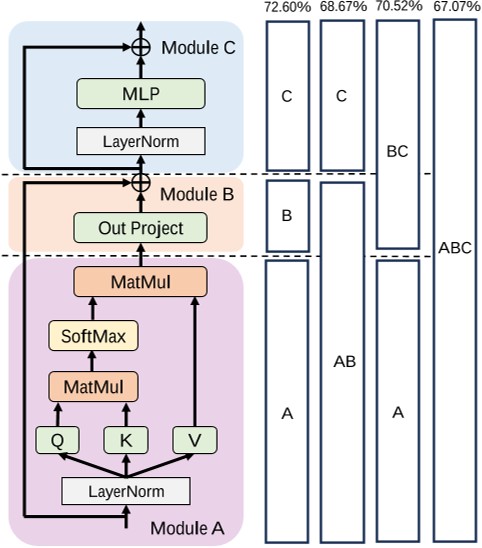 72.60% 68.67% 70.52% 67.07%
Module C
MLP
LayerNorm
Module B
Out Project
MatMul
SoftMax
MatMul
Q K V
LayerNorm
Module A
C
B
A
C
AB
BC
A
ABC